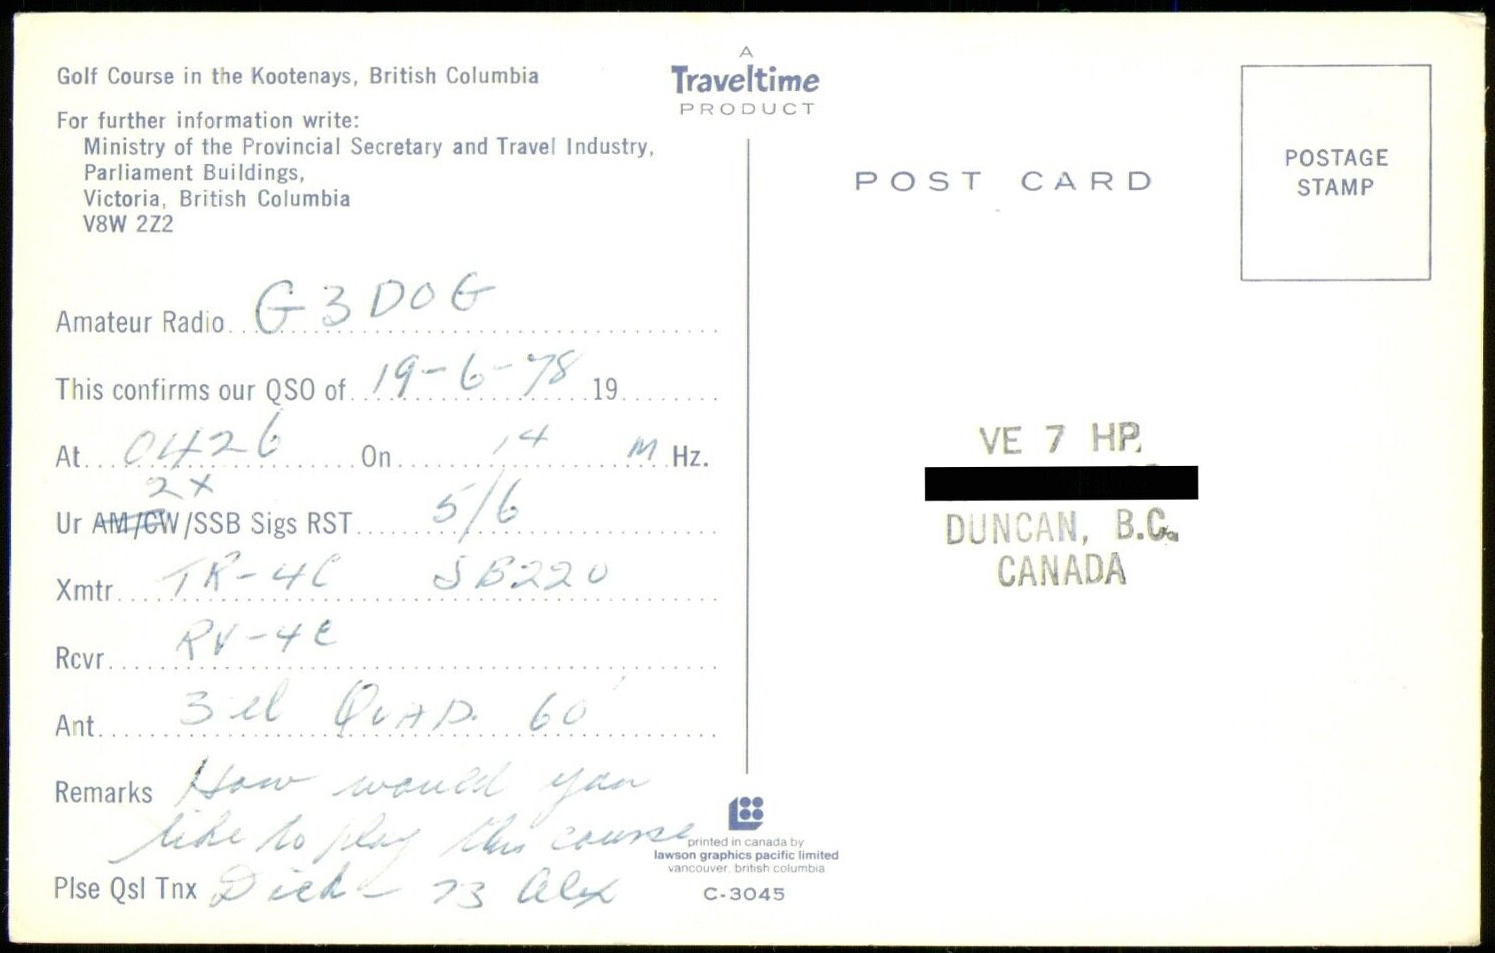 Golf Course in the Kootenays, British Columbia
For further information write:
Ministry of the Provincial Secretary and Travel Industry,
Parliament Buildings,
Victoria, British Columbia
V8W 2Z2
A
Traveltime
PRODUCT
POST CARD
POSTAGE
STAMP
Amateur Radio G3DOG
This confirms our QSO of 19-6-78 19
At 0426 On 14 M Hz.
2X
Ur AM/CW/SSB Sigs RST 5/6
Xmtr TR-4C SB220
Rcvr RV-4C
Ant 3 el QUAD. 60'
Remarks How would you
like to play this course
Plse Qsl Tnx Dick - 73 Alex
VE 7 HP.
DUNCAN, B.C.
CANADA
printed in canada by
lawson graphics pacific limited
vancouver, british columbia
C-3045